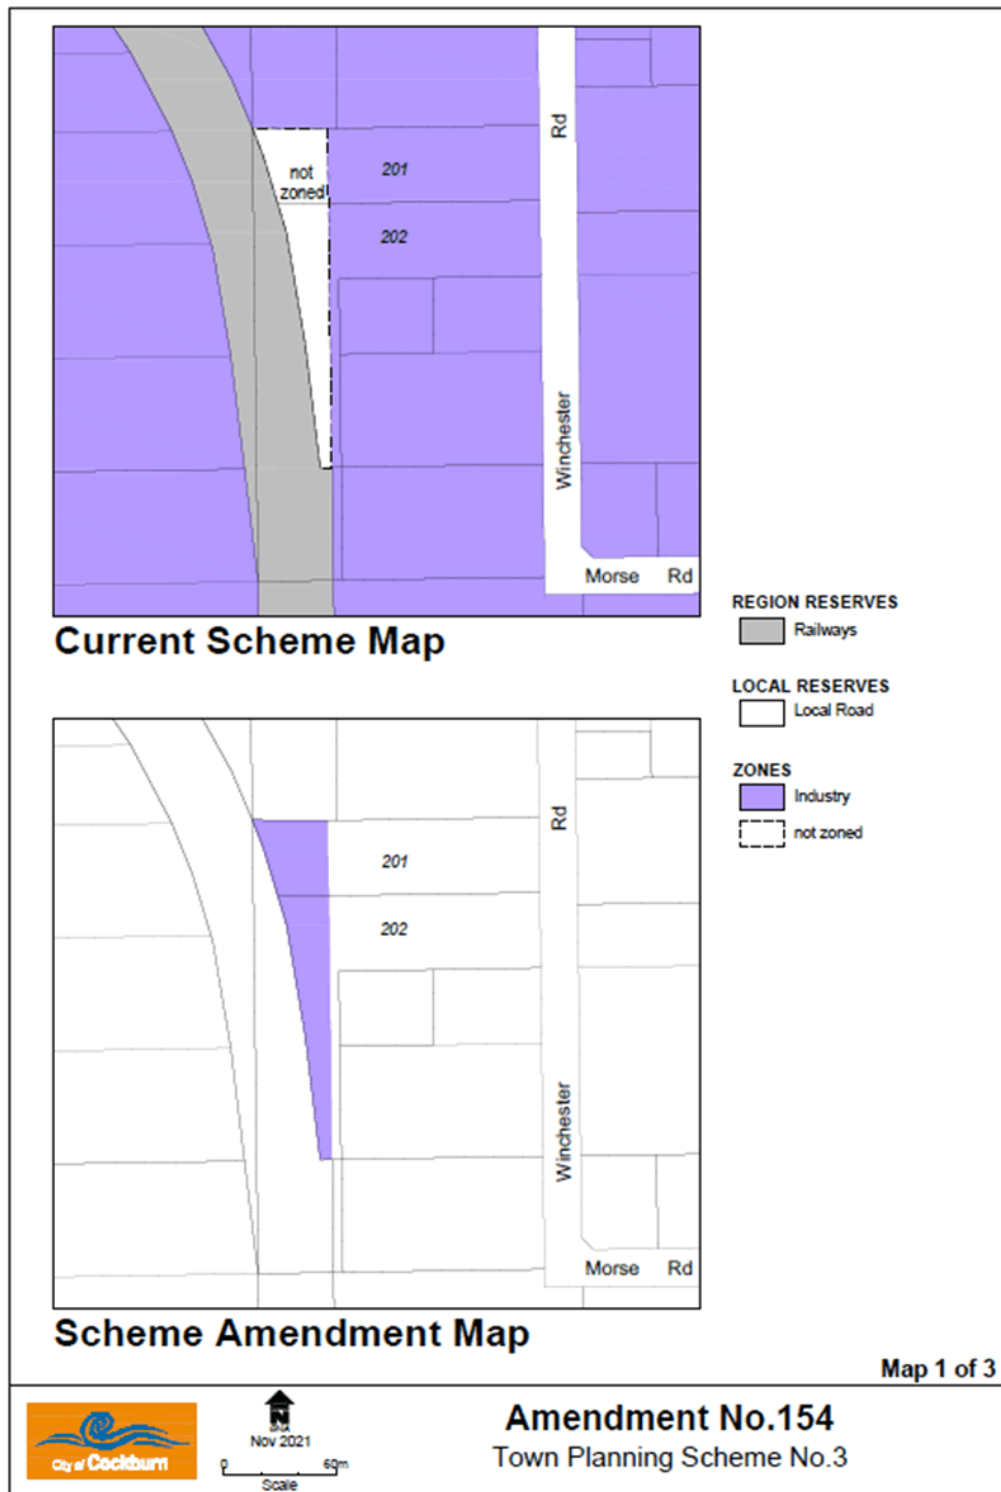 Rd
not
zoned
201
202
Winchester
Morse Rd
Current Scheme Map
REGION RESERVES
Railways
LOCAL RESERVES
Local Road
ZONES
Industry
not zoned
Rd
201
202
Winchester
Morse Rd
Scheme Amendment Map
Map 1 of 3
City of Cockburn
N
Nov 2021
0 60m
Scale
Amendment No.154
Town Planning Scheme No.3